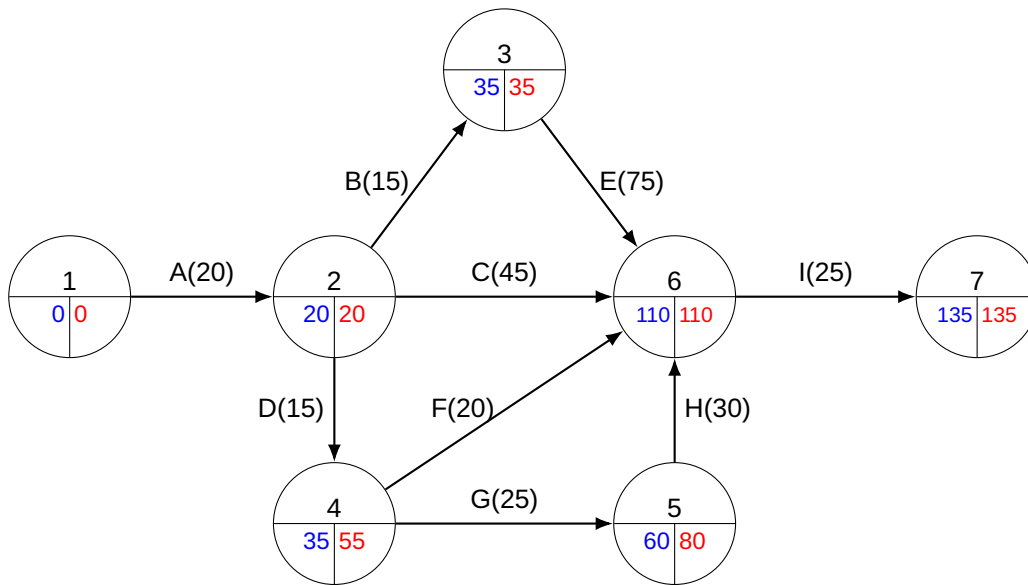 3
35 35
B(15)
E(75)
1
0 0
A(20)
2
20 20
C(45)
6
110 110
I(25)
7
135 135
D(15)
F(20)
H(30)
4
35 55
G(25)
5
60 80